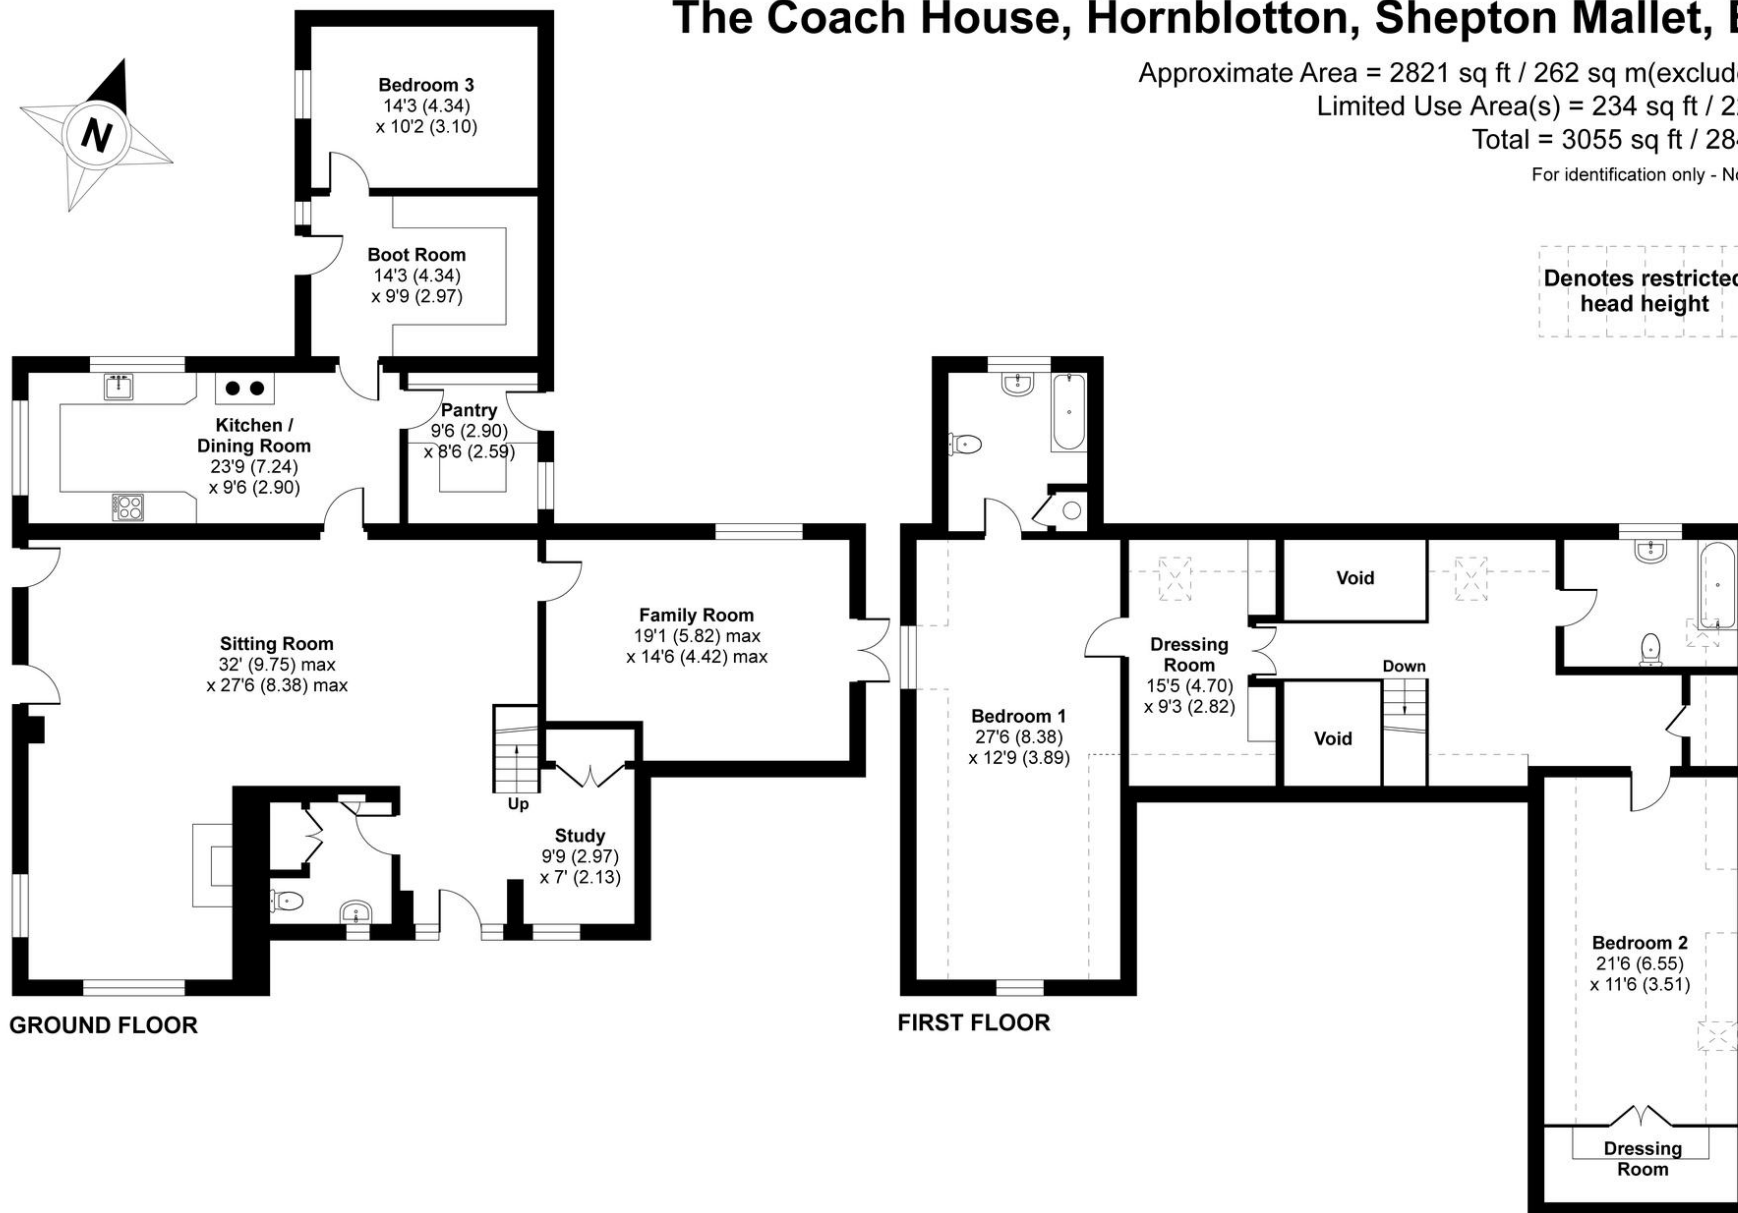 The Coach House, Hornblotton, Shepton Mallet,
Approximate Area = 2821 sq ft / 262 sq m
Limited Use Area(s) = 234 sq ft /
Total = 3055 sq ft /
For identification only -
N
Bedroom 3
14'3 (4.34)
x 10'2 (3.10)
Boot Room
14'3 (4.34)
x 9'9 (2.97)
Denotes restricted
head height
Kitchen /
Dining Room
23'9 (7.24)
x 9'6 (2.90)
Pantry
9'6 (2.90)
x 8'6 (2.59)
Sitting Room
32' (9.75) max
x 27'6 (8.38) max
Family Room
19'1 (5.82) max
x 14'6 (4.42) max
Up
Study
9'9 (2.97)
x 7' (2.13)
GROUND FLOOR
Bedroom 1
27'6 (8.38)
x 12'9 (3.89)
Dressing
Room
15'5 (4.70)
x 9'3 (2.82)
Void
Down
Void
Bedroom 2
21'6 (6.55)
x 11'6 (3.51)
Dressing
Room
FIRST FLOOR